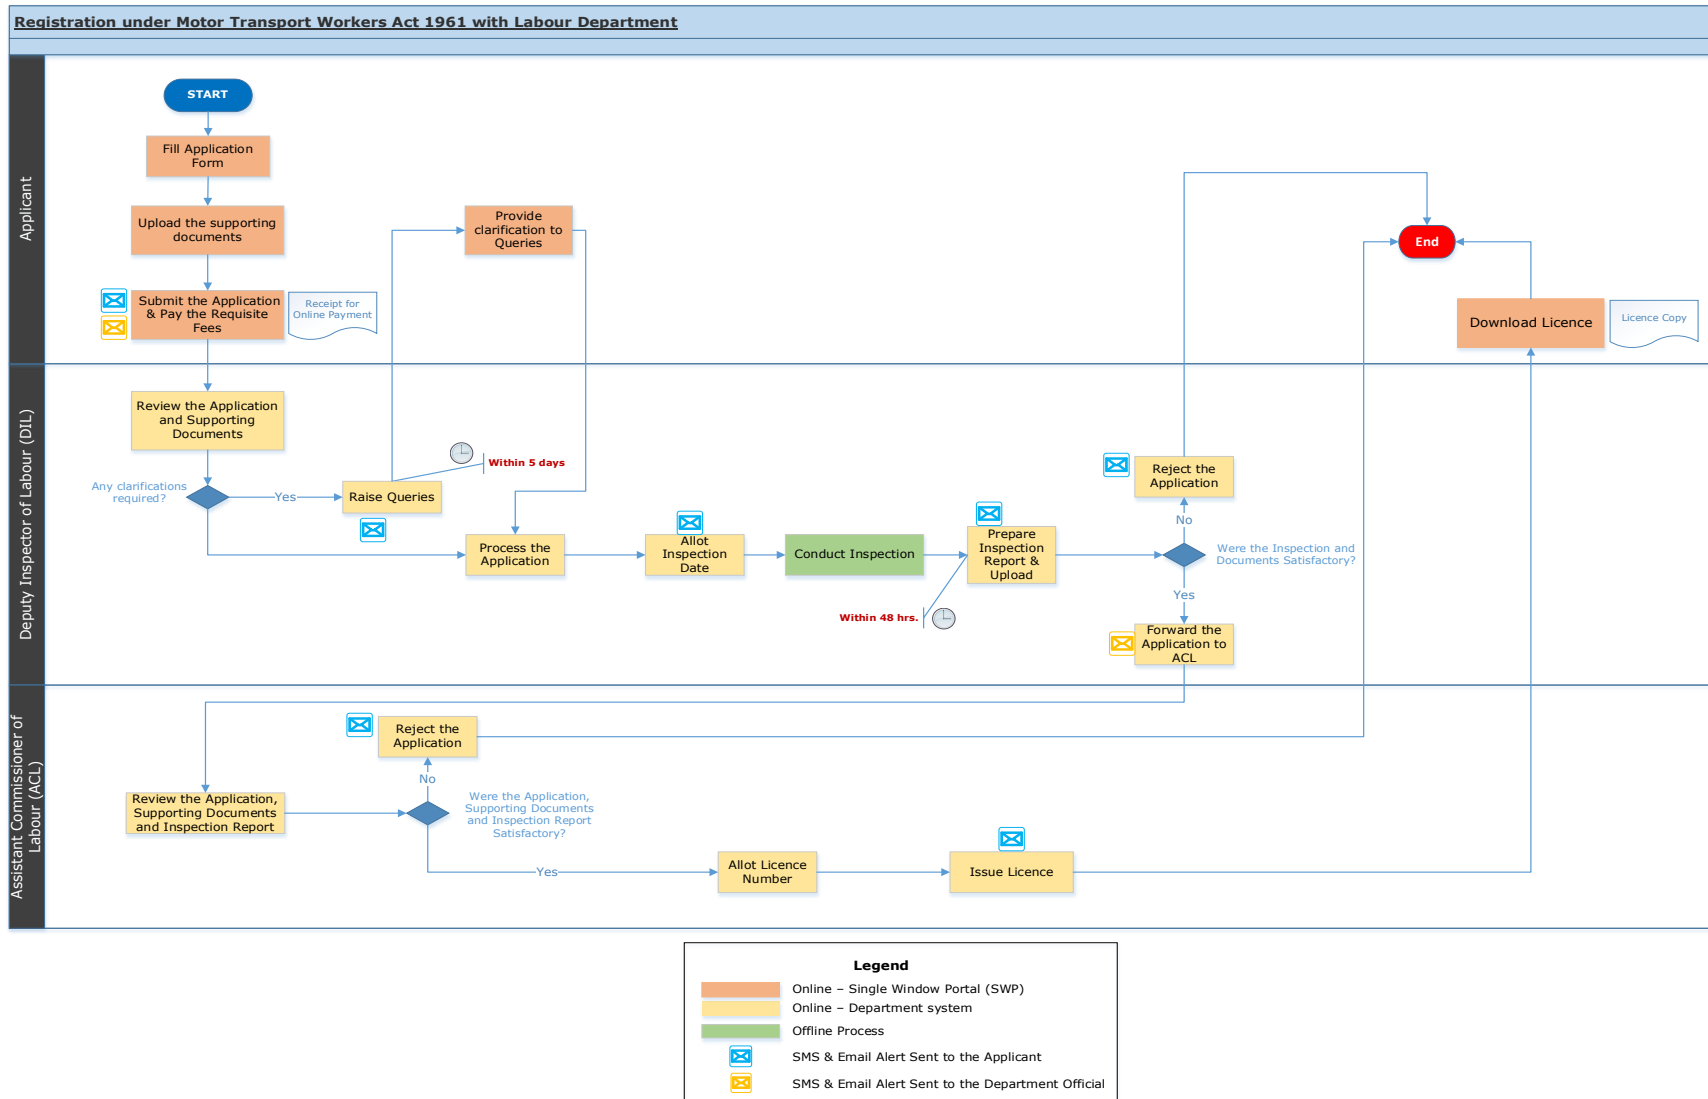 Registration under Motor Transport Workers Act 1961 with Labour Department
Applicant
START
Fill Application
Form
Upload the supporting
documents
Submit the Application
& Pay the Requisite
Fees
Receipt for
Online Payment
Provide
clarification to
Queries
End
Download Licence
Licence Copy
Deputy Inspector of Labour (DIL)
Review the Application
and Supporting
Documents
Any clarifications
required?
Yes
Raise Queries
Within 5 days
Process the
Application
Allot
Inspection
Date
Conduct Inspection
Prepare
Inspection
Report &
Upload
Within 48 hrs.
Reject the
Application
No
Were the Inspection and
Documents Satisfactory?
Yes
Forward the
Application to
ACL
Assistant Commissioner of
Labour (ACL)
Reject the
Application
No
Review the Application,
Supporting Documents
and Inspection Report
Were the Application,
Supporting Documents
and Inspection Report
Satisfactory?
Yes
Allot Licence
Number
Issue Licence
Legend
Online – Single Window Portal (SWP)
Online – Department system
Offline Process
SMS & Email Alert Sent to the Applicant
SMS & Email Alert Sent to the Department Official